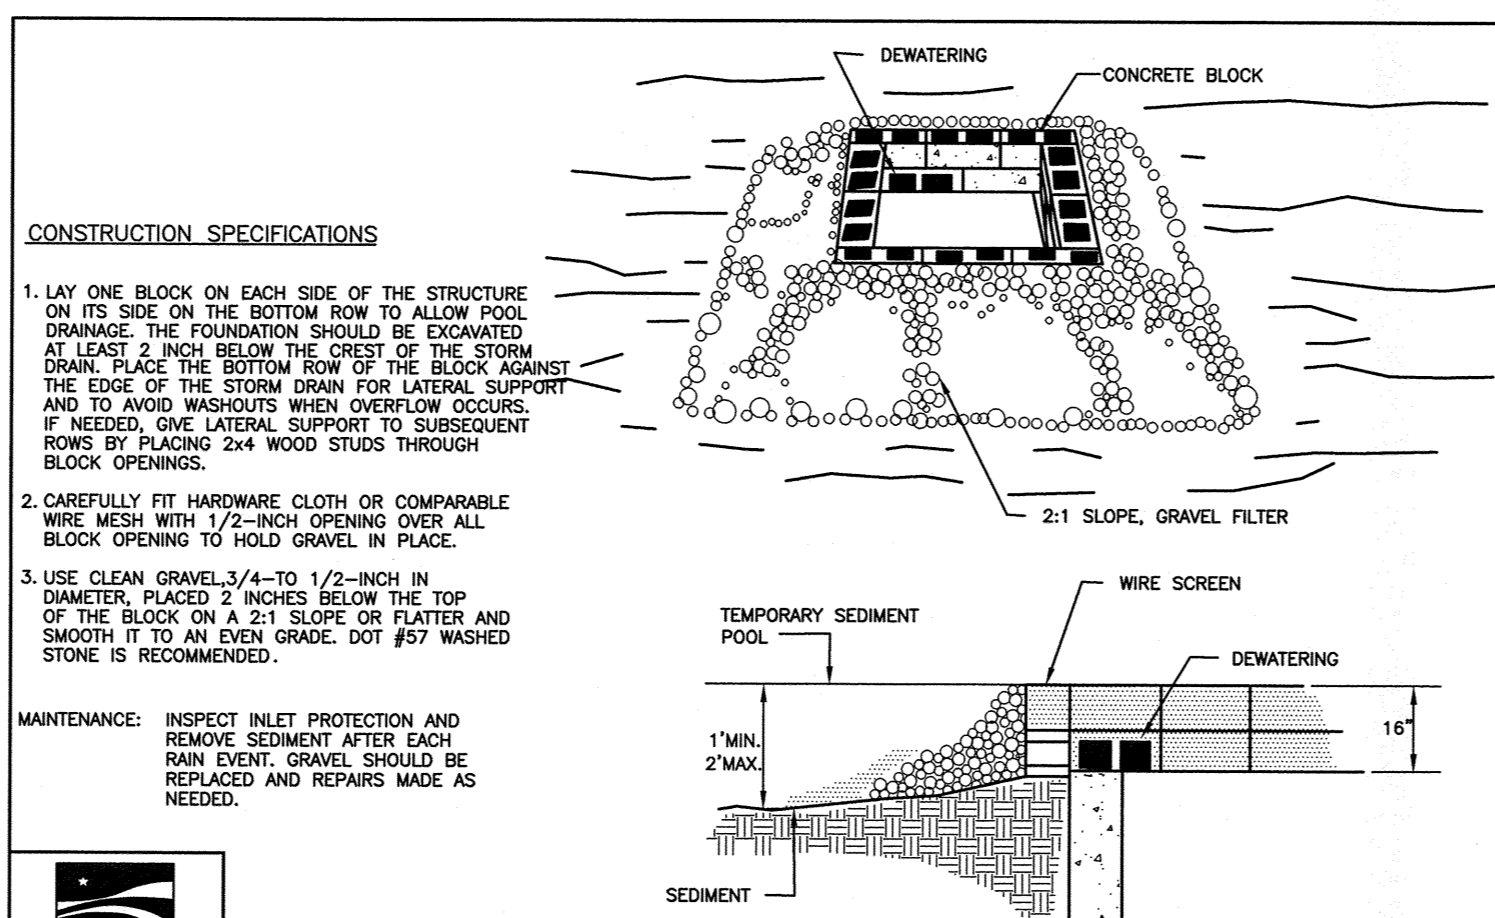 CONSTRUCTION SPECIFICATIONS
1. LAY ONE BLOCK ON EACH SIDE OF THE STRUCTURE
ON ITS SIDE ON THE BOTTOM ROW TO ALLOW POOL
DRAINAGE. THE FOUNDATION SHOULD BE EXCAVATED
AT LEAST 2 INCH BELOW THE CREST OF THE STORM
DRAIN. PLACE THE BOTTOM ROW OF THE BLOCK AGAINST
THE EDGE OF THE STORM DRAIN FOR LATERAL SUPPORT
AND TO AVOID WASHOUTS WHEN OVERFLOW OCCURS.
IF NEEDED, GIVE LATERAL SUPPORT TO SUBSEQUENT
ROWS BY PLACING 2x4 WOOD STUDS THROUGH
BLOCK OPENINGS.
2. CAREFULLY FIT HARDWARE CLOTH OR COMPARABLE
WIRE MESH WITH 1/2-INCH OPENING OVER ALL
BLOCK OPENING TO HOLD GRAVEL IN PLACE.
3. USE CLEAN GRAVEL,3/4-TO 1/2-INCH IN
DIAMETER, PLACED 2 INCHES BELOW THE TOP
OF THE BLOCK ON A 2:1 SLOPE OR FLATTER AND
SMOOTH IT TO AN EVEN GRADE. DOT #57 WASHED
STONE IS RECOMMENDED.
MAINTENANCE: INSPECT INLET PROTECTION AND
REMOVE SEDIMENT AFTER EACH
RAIN EVENT. GRAVEL SHOULD BE
REPLACED AND REPAIRS MADE AS
NEEDED.
DEWATERING
CONCRETE BLOCK
2:1 SLOPE, GRAVEL FILTER
WIRE SCREEN
TEMPORARY SEDIMENT
POOL
DEWATERING
1'MIN.
2'MAX.
16"
SEDIMENT